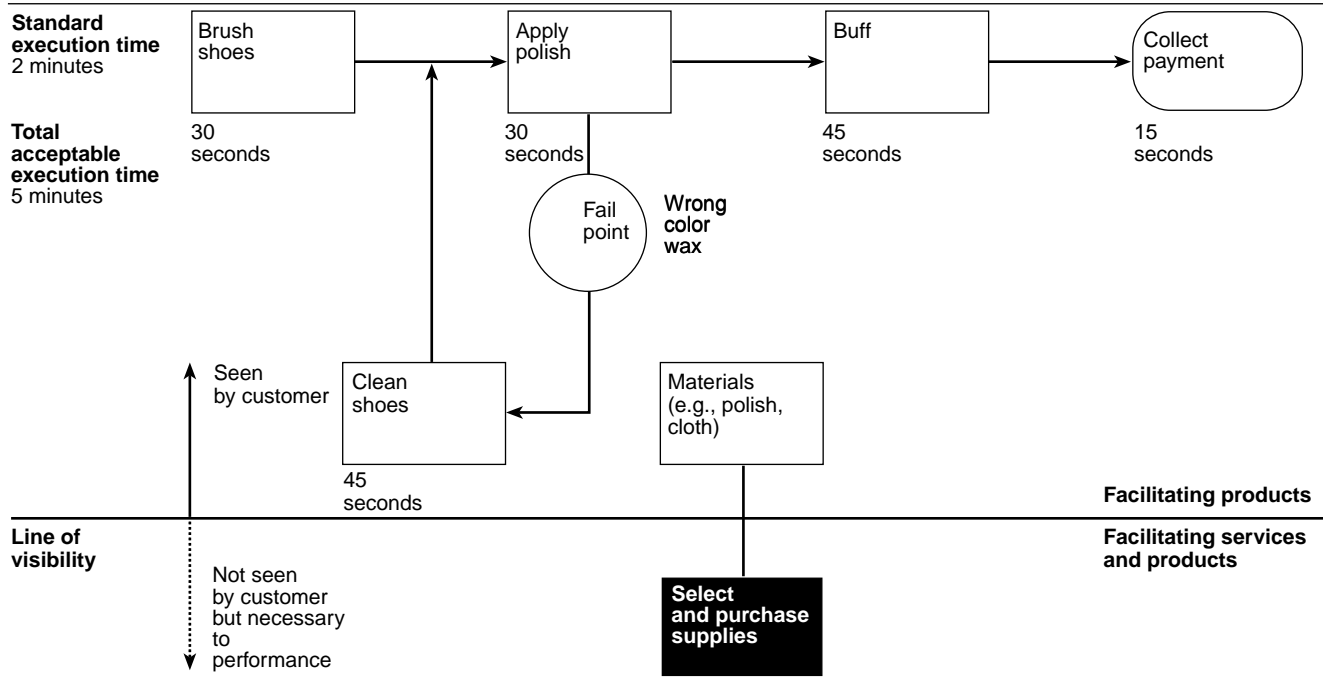 Standard
execution time
2 minutes
Brush
shoes
Apply
polish
Buff
Collect
payment
Total
acceptable
execution time
5 minutes
30
seconds
30
seconds
45
seconds
15
seconds
Fail
point
Wrong
color
wax
Seen
by customer
Clean
shoes
Materials
(e.g., polish,
cloth)
45
seconds
Facilitating products
Line of
visibility
Facilitating services
and products
Not seen
by customer
but necessary
to
performance
Select
and purchase
supplies